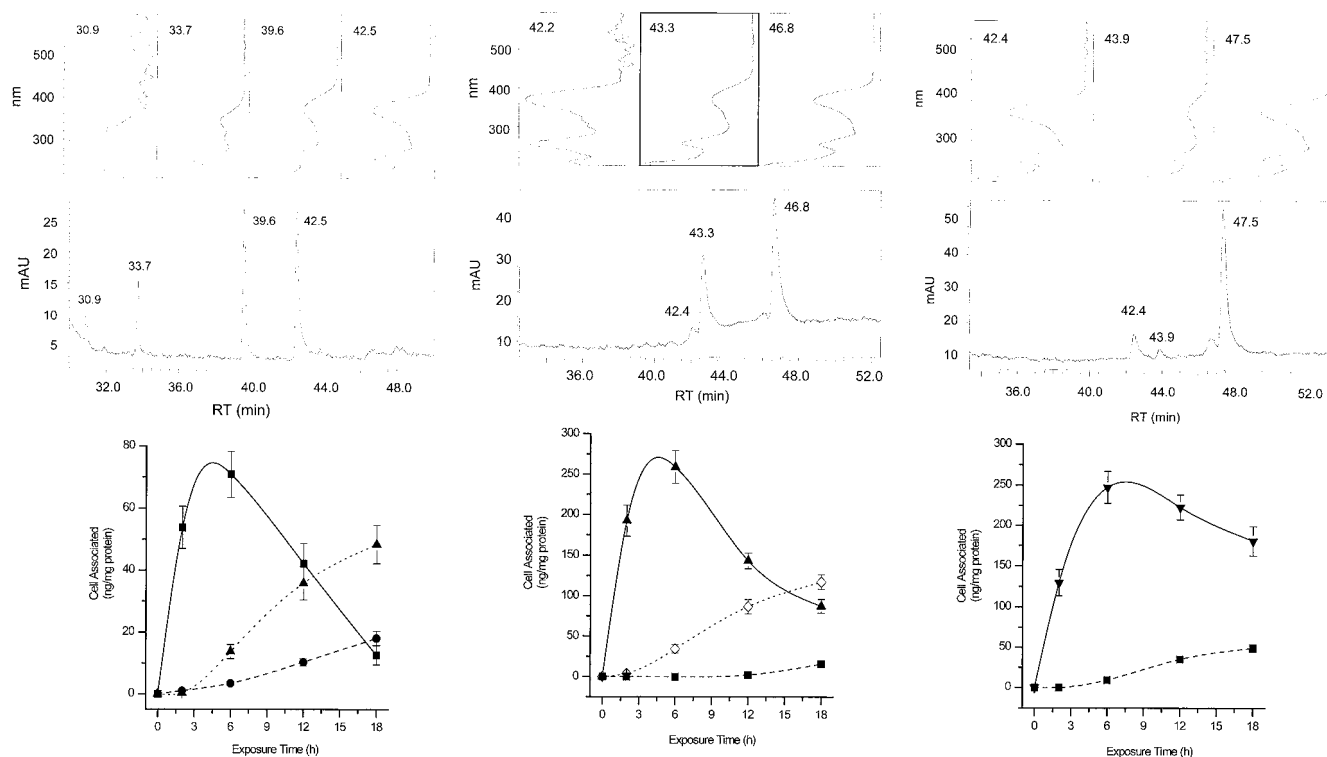 30.9 33.7 39.6 42.5
500
400
300
nm
42.2 43.3 46.8
500
400
300
nm
42.4 43.9 47.5
500
400
300
nm
25
20
15
10
5
mAU
30.9 33.7 39.6 42.5
32.0 36.0 40.0 44.0 48.0
RT (min)
40
30
20
10
mAU
42.4 43.3 46.8
36.0 40.0 44.0 48.0
RT (min)
50
40
30
20
10
mAU
42.4 43.9 47.5
36.0 44.0 48.0 52.0
RT (min)
80
60
40
20
0
Cell Associated
(ng/mg protein)
0 3 6 9 12 15 18
Exposure Time (h)
300
250
200
150
100
50
0
Cell Associated
(ng/mg protein)
0 3 6 9 12 15 18
Exposure Time (h)
300
250
200
150
100
50
0
Cell Associated
(ng/mg protein)
0 3 6 9 12 15 18
Exposure Time (h)